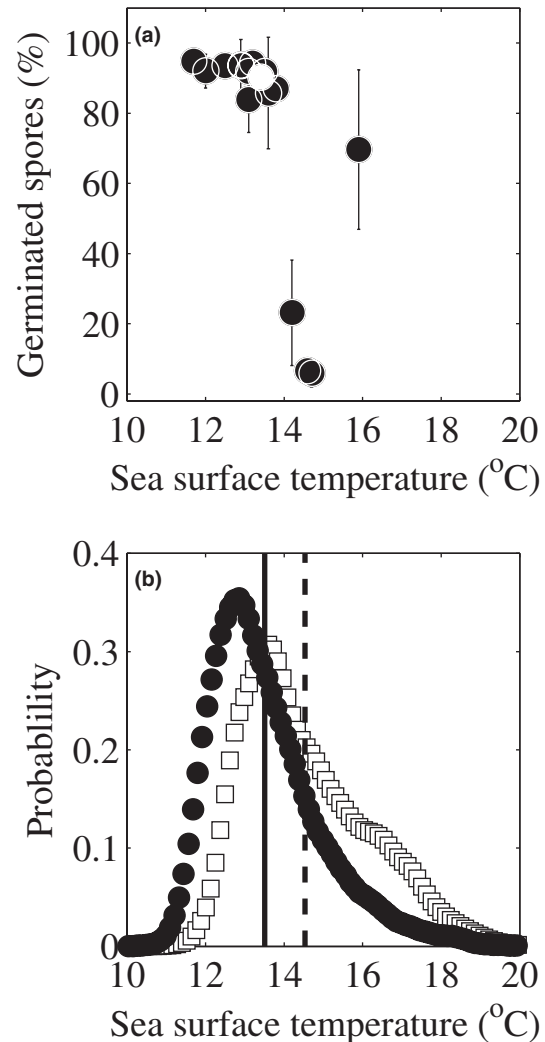 (a)
100
80
60
40
20
0
Germinated spores (%)
10 12 14 16 18 20
Sea surface temperature (°C)
(b)
0.4
0.3
0.2
0.1
0
Probablility
10 12 14 16 18 20
Sea surface temperature (°C)